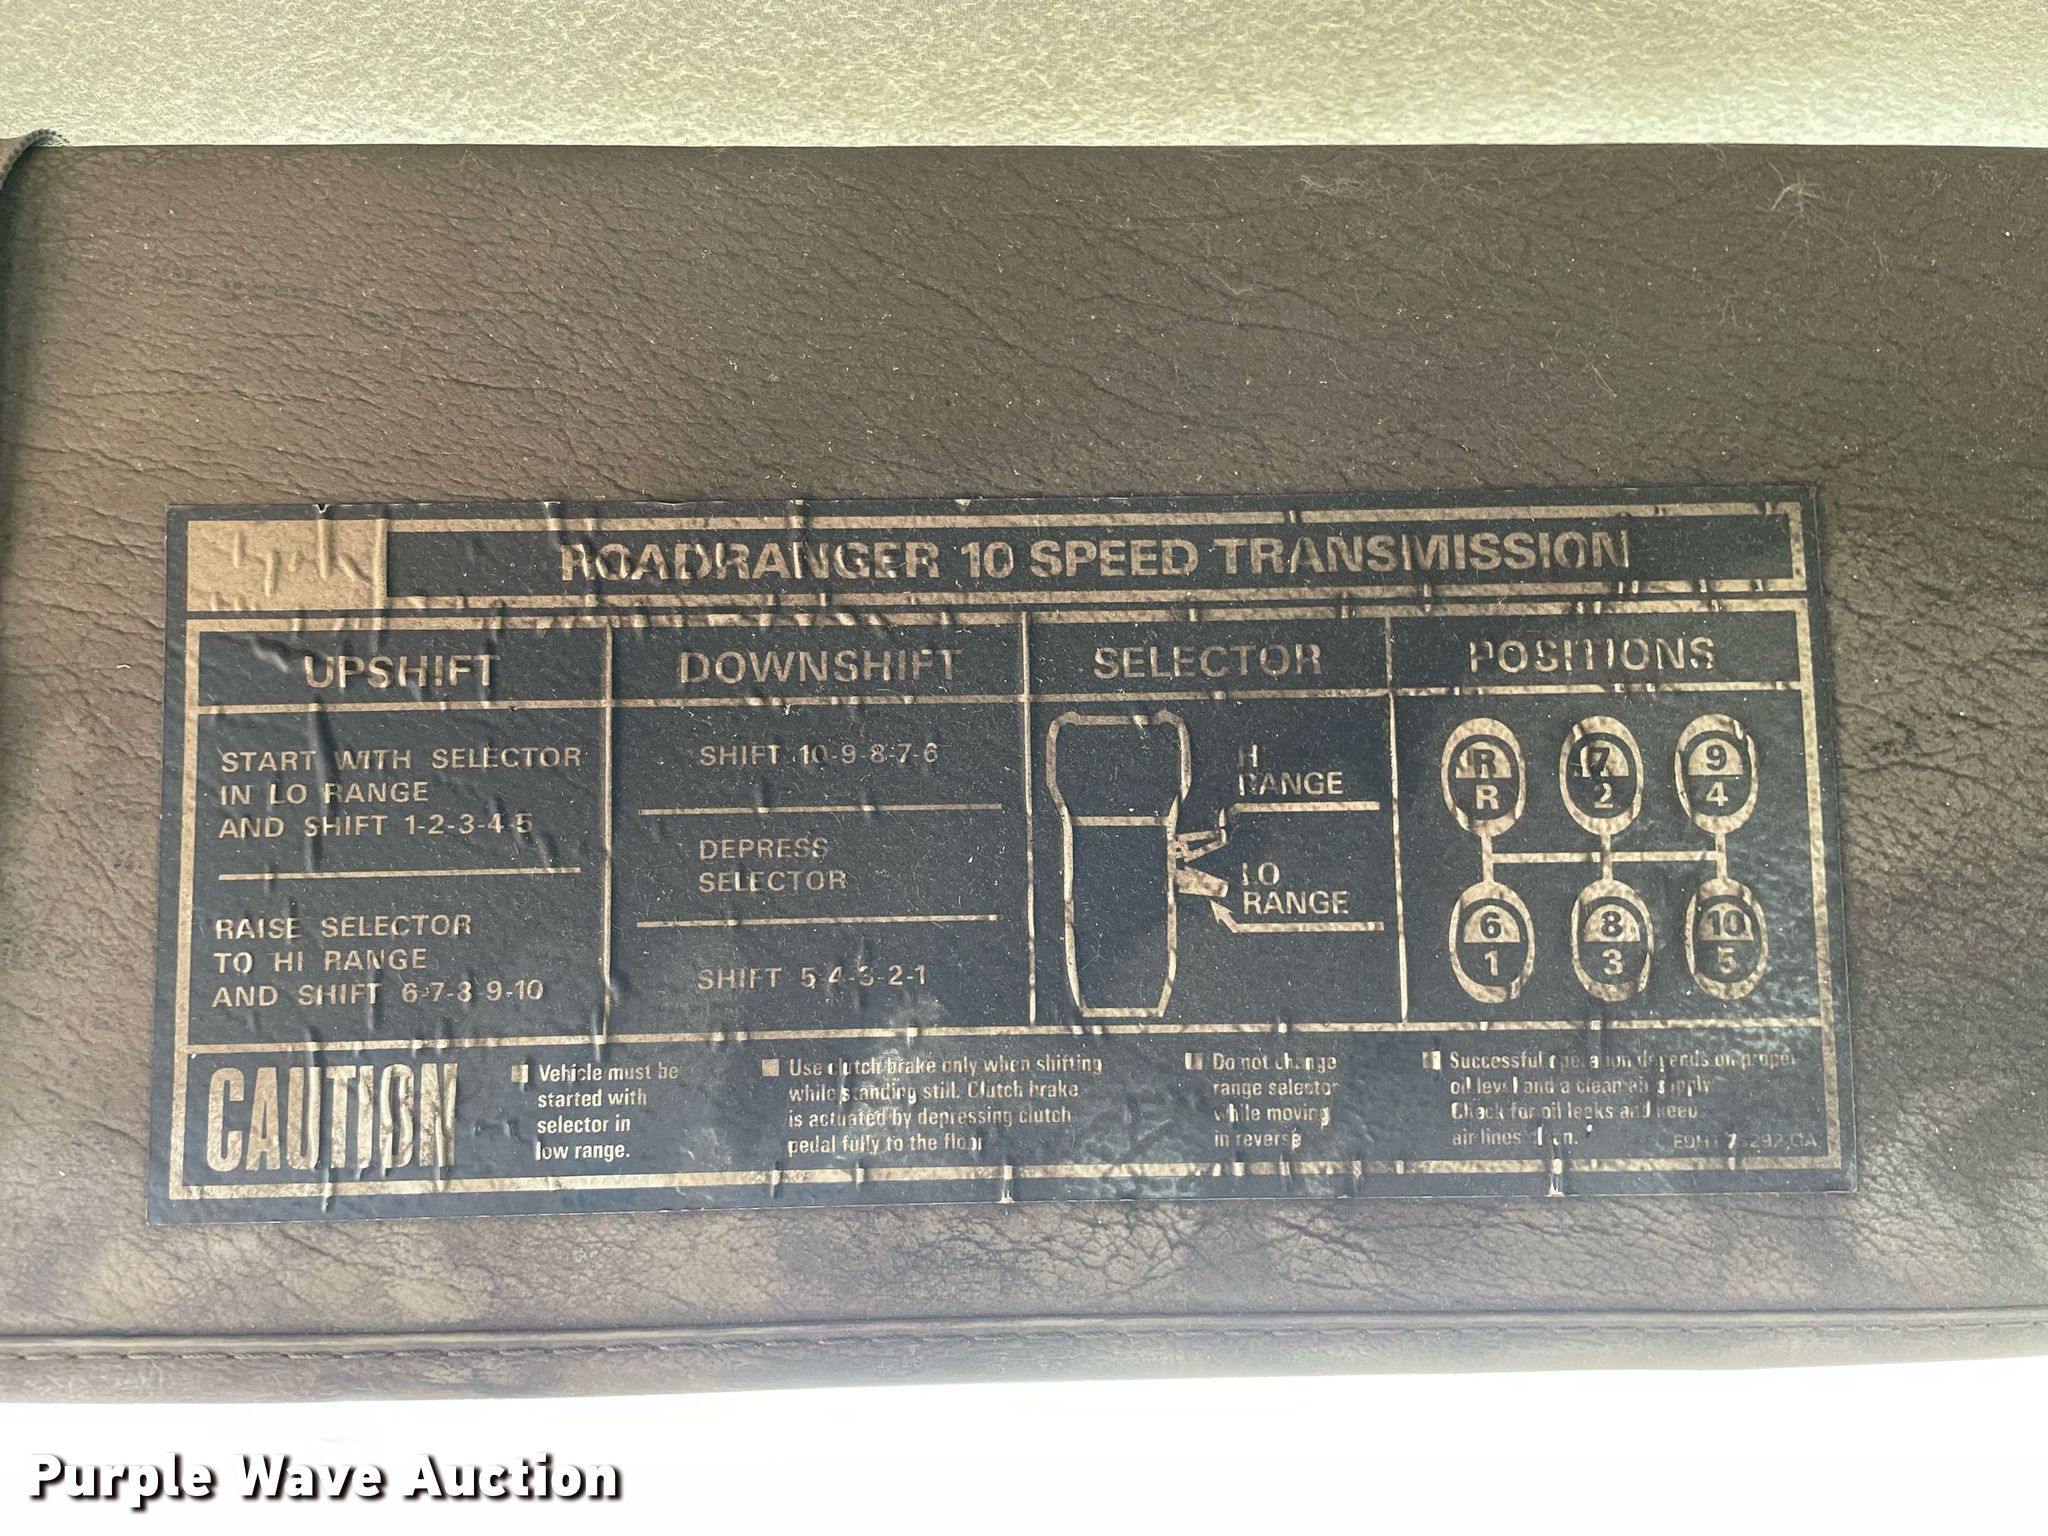 ROADRANGER 10 SPEED TRANSMISSION
UPSHIFT
START WITH SELECTOR
IN LO RANGE
AND SHIFT 1-2-3-4-5
RAISE SELECTOR
TO HI RANGE
AND SHIFT 6-7-8-9-10
DOWNSHIFT
SHIFT 10-9-8-7-6
DEPRESS
SELECTOR
SHIFT 5-4-3-2-1
SELECTOR
HI
RANGE
LO
RANGE
POSITIONS
R 7 9
R 2 4
6 8 10
1 3 5
CAUTION
Vehicle must be
started with
selector in
low range.
Use clutch brake only when shifting
while standing still. Clutch brake
is actuated by depressing clutch
pedal fully to the floor
Do not change
range selector
while moving
in reverse
Successful operation depends on proper
oil level and a clean air supply
Check for oil leaks and keep
air lines clean.
Purple Wave Auction